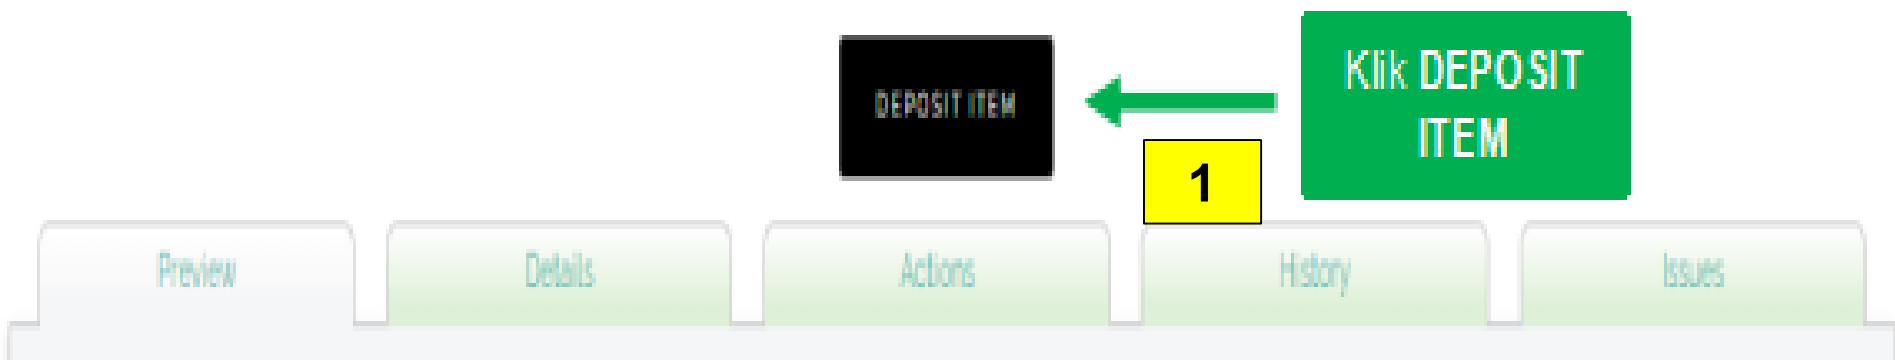 DEPOSIT ITEM
Klik DEPOSIT
ITEM
1
Preview
Details
Actions
History
Issues